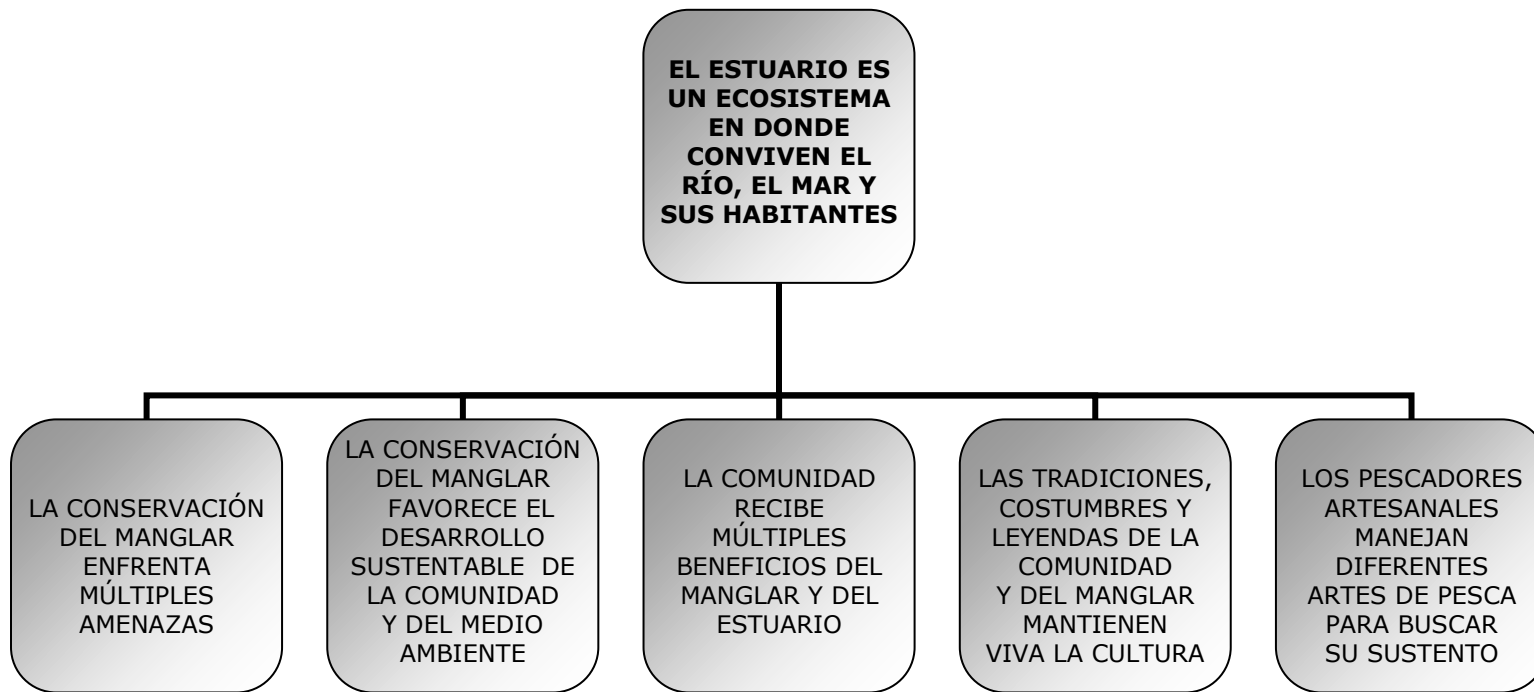 EL ESTUARIO ES
UN ECOSISTEMA
EN DONDE
CONVIVEN EL
RÍO, EL MAR Y
SUS HABITANTES
LA CONSERVACIÓN
DEL MANGLAR
ENFRENTA
MÚLTIPLES
AMENAZAS
LA CONSERVACIÓN
DEL MANGLAR
FAVORECE EL
DESARROLLO
SUSTENTABLE DE
LA COMUNIDAD
Y DEL MEDIO
AMBIENTE
LA COMUNIDAD
RECIBE
MÚLTIPLES
BENEFICIOS DEL
MANGLAR Y DEL
ESTUARIO
LAS TRADICIONES,
COSTUMBRES Y
LEYENDAS DE LA
COMUNIDAD
Y DEL MANGLAR
MANTIENEN
VIVA LA CULTURA
LOS PESCADORES
ARTESANALES
MANEJAN
DIFERENTES
ARTES DE PESCA
PARA BUSCAR
SU SUSTENTO